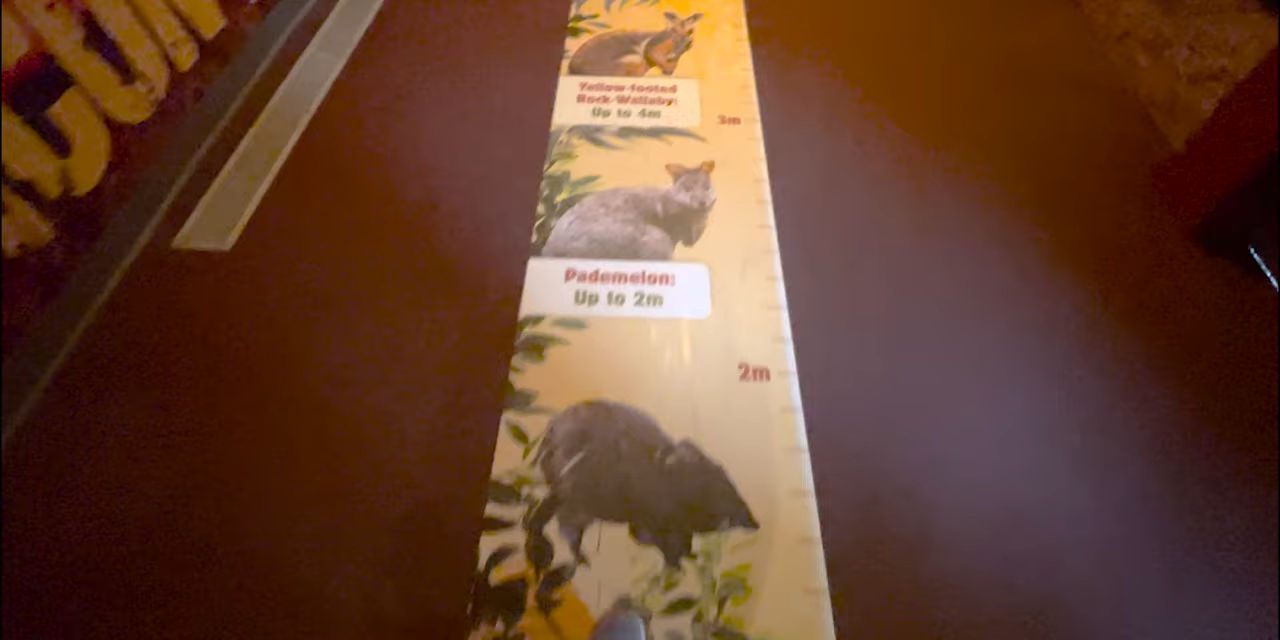 Yellow-footed
Rock-Wallaby:
Up to 4m
3m
Pademelon:
Up to 2m
2m